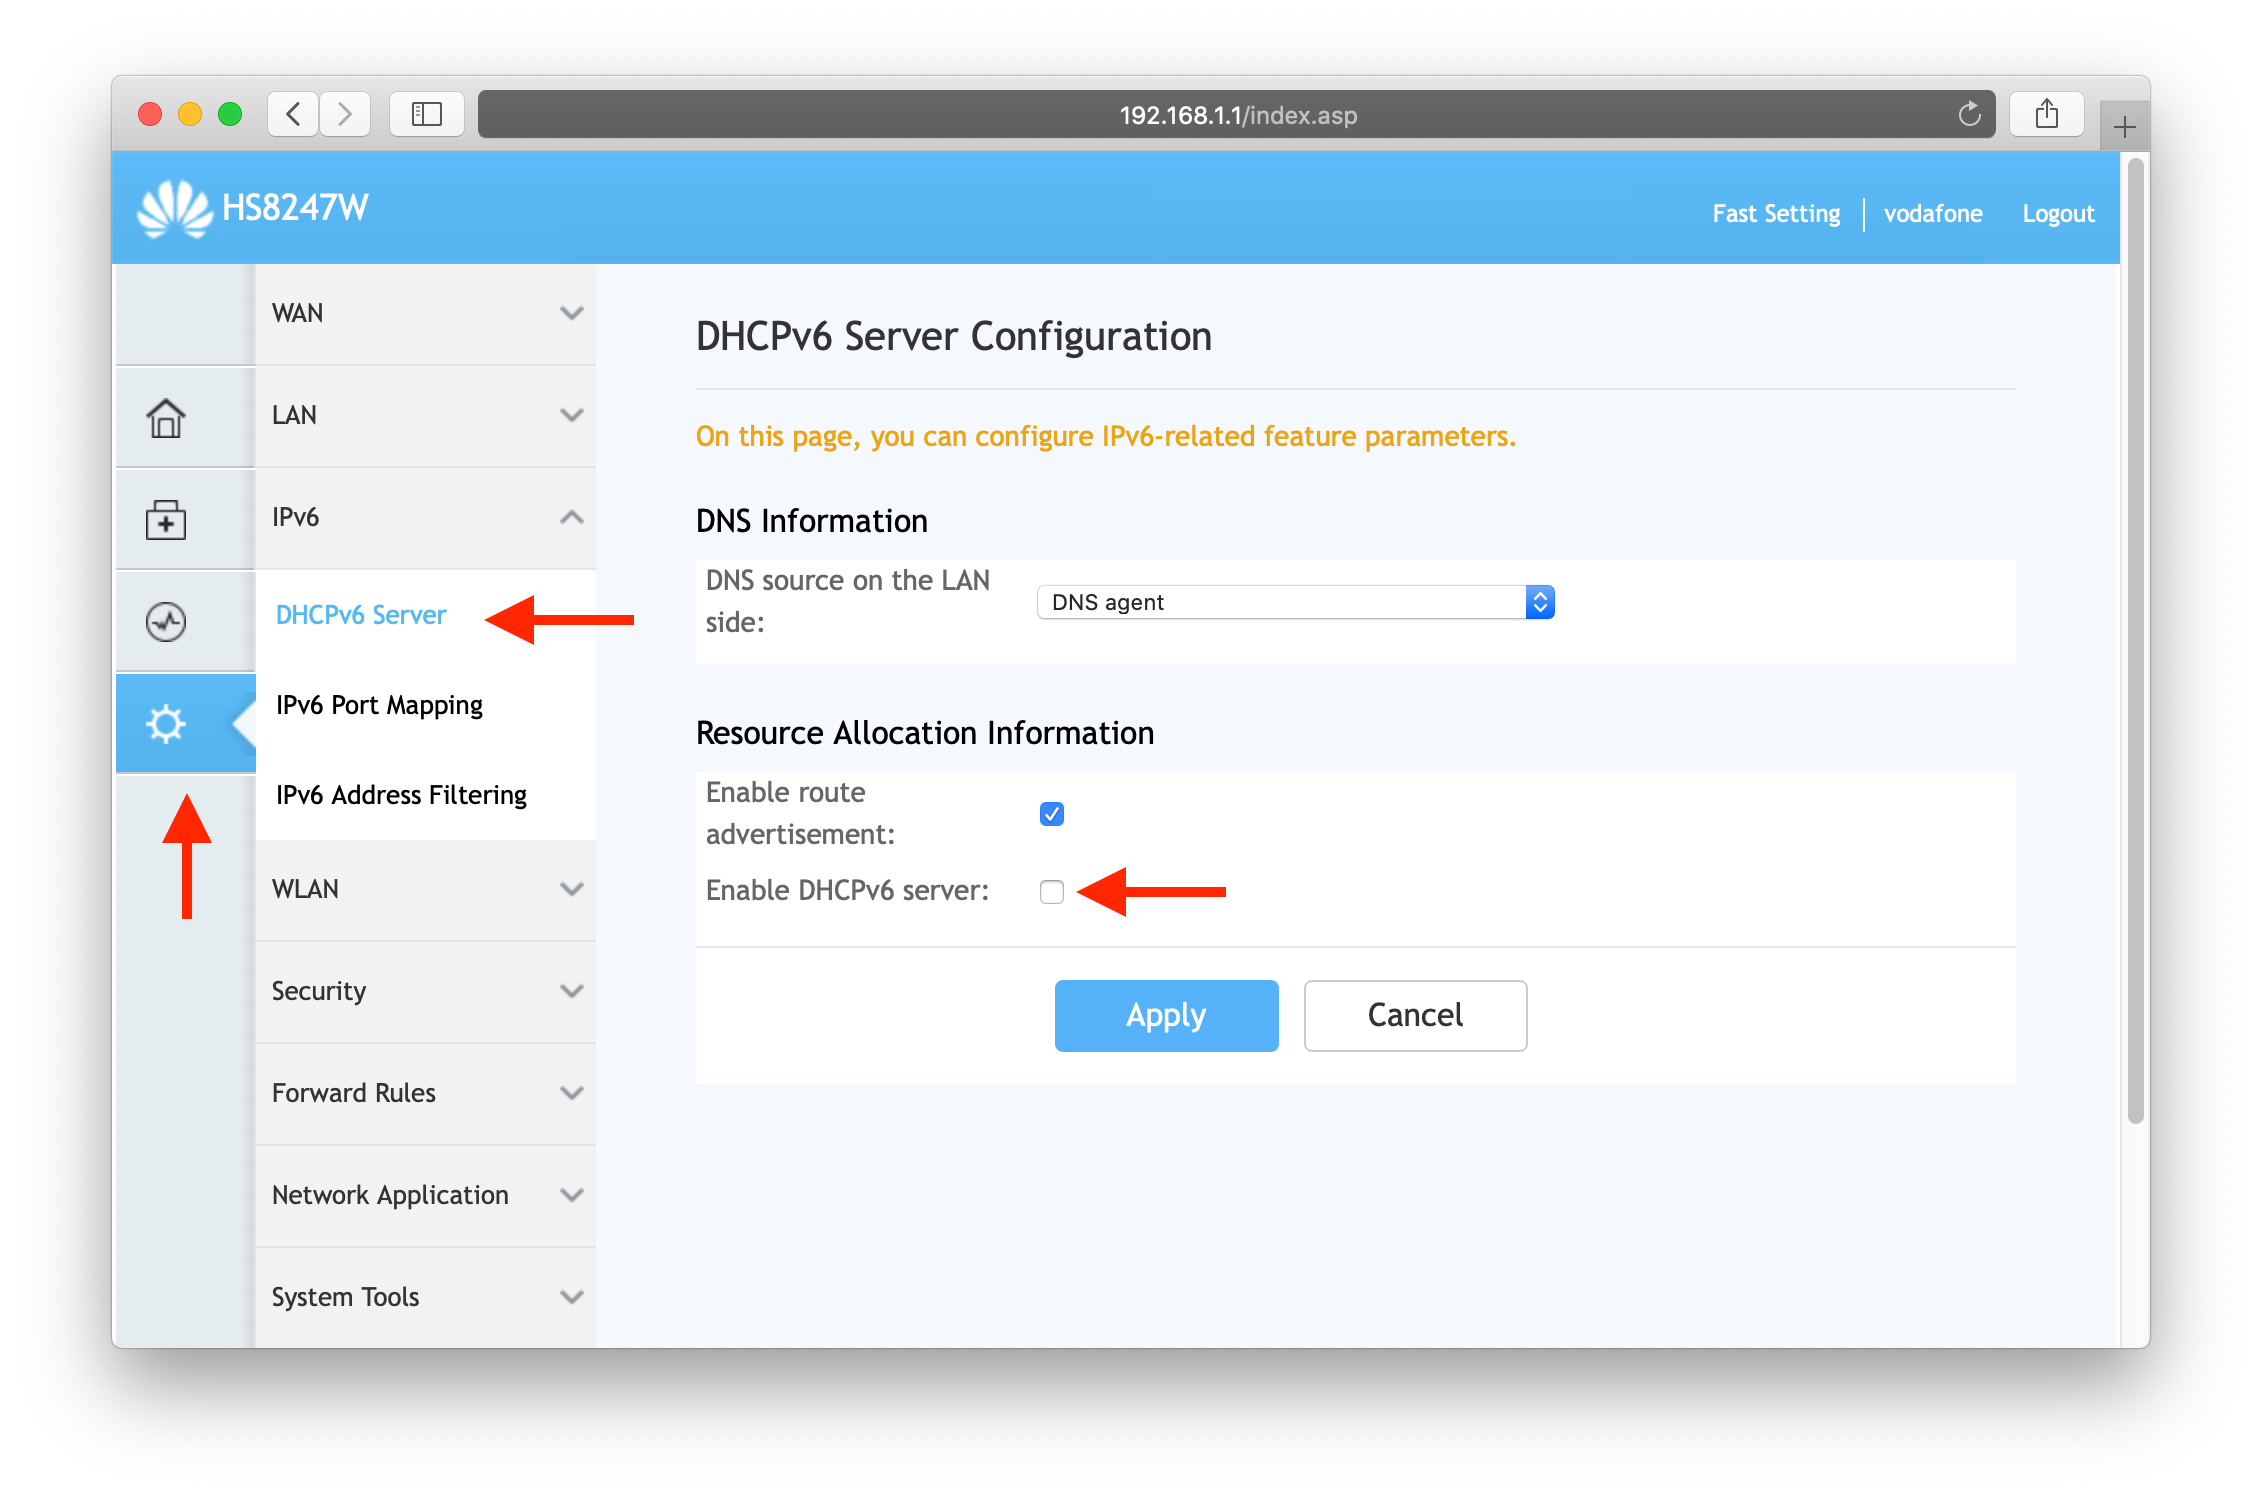 192.168.1.1/index.asp
HS8247W
Fast Setting
vodafone
Logout
WAN
LAN
IPv6
DHCPv6 Server
IPv6 Port Mapping
IPv6 Address Filtering
WLAN
Security
Forward Rules
Network Application
System Tools
DHCPv6 Server Configuration
On this page, you can configure IPv6-related feature parameters.
DNS Information
DNS source on the LAN
side:
DNS agent
Resource Allocation Information
Enable route
advertisement:
Enable DHCPv6 server:
Apply
Cancel